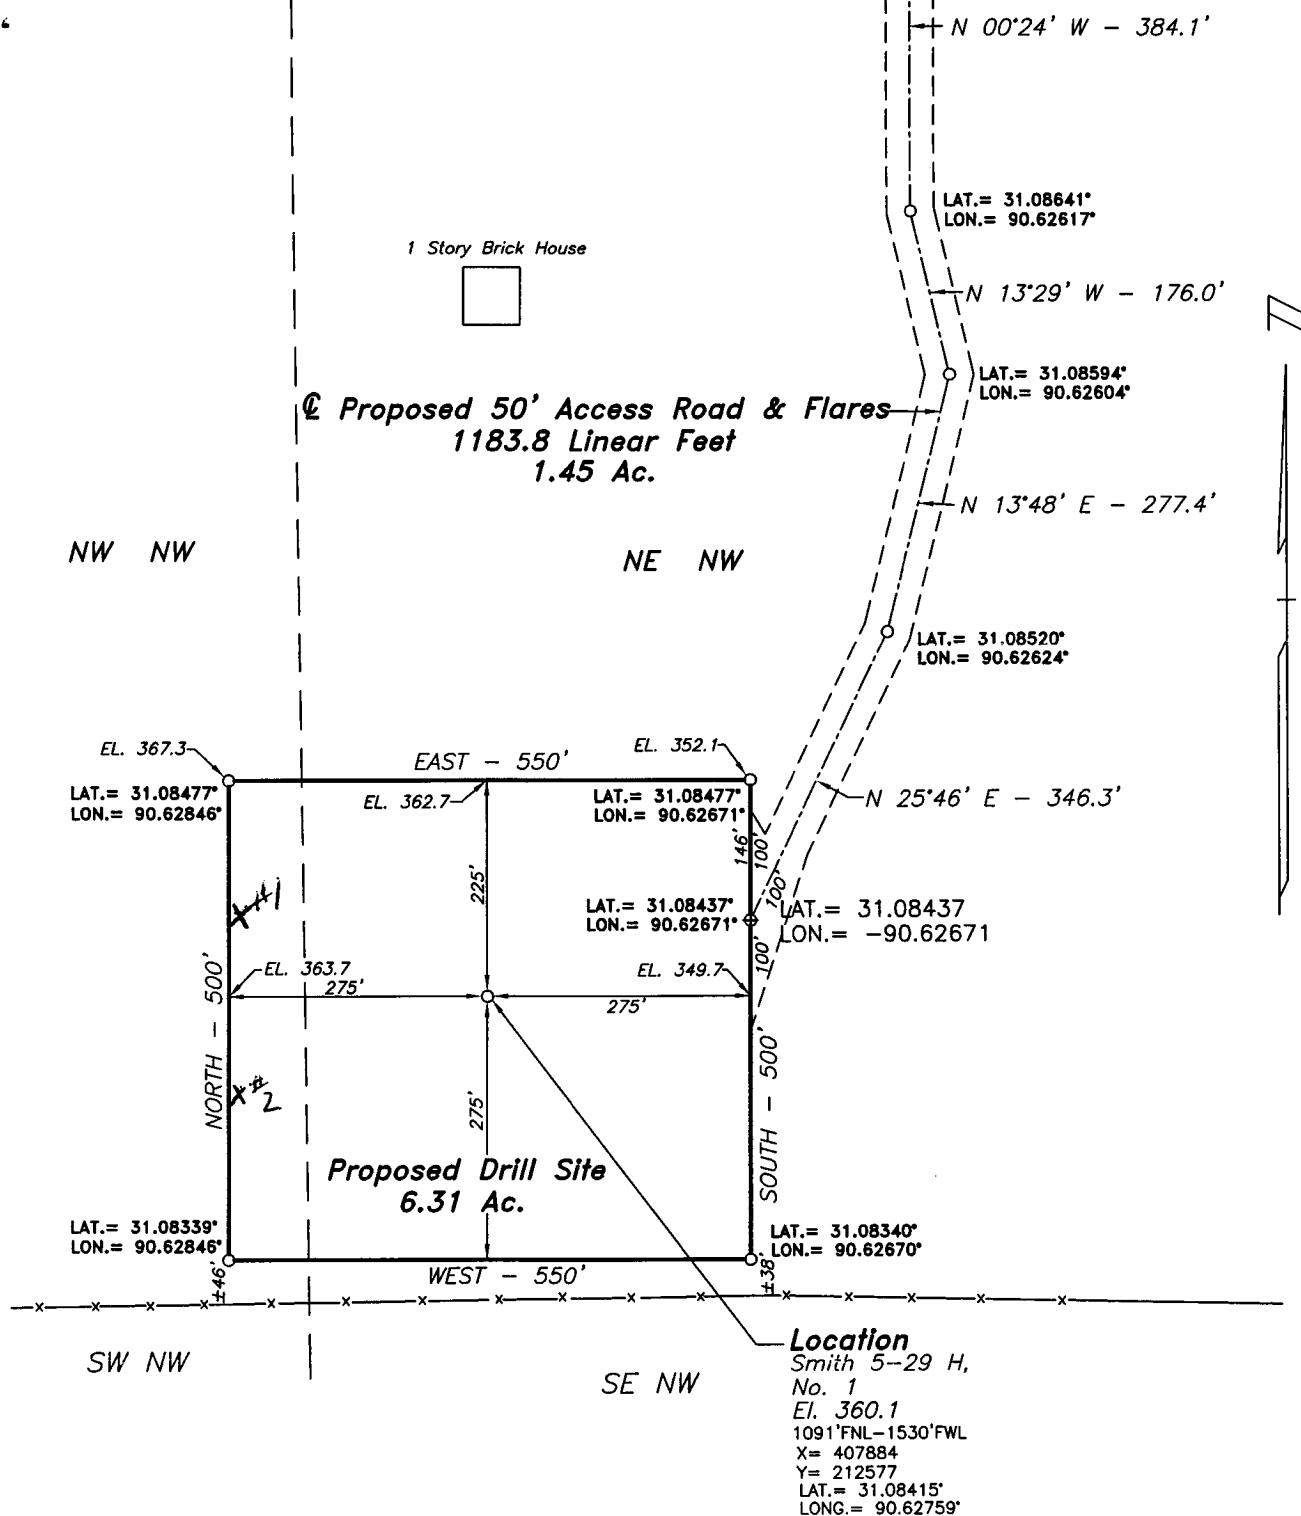 N 00°24' W - 384.1'
LAT.= 31.08641°
LON.= 90.62617°
1 Story Brick House
N 13°29' W - 176.0'
LAT.= 31.08594°
LON.= 90.62604°
℄ Proposed 50' Access Road & Flares
1183.8 Linear Feet
1.45 Ac.
N 13°48' E - 277.4'
NW NW
NE NW
LAT.= 31.08520°
LON.= 90.62624°
EL. 367.3
EAST - 550'
EL. 352.1
LAT.= 31.08477°
LON.= 90.62846°
EL. 362.7
LAT.= 31.08477°
LON.= 90.62671°
N 25°46' E - 346.3'
146'
100'
225'
100'
X #1
LAT.= 31.08437°
LON.= 90.62671°
LAT.= 31.08437
LON.= -90.62671
100'
EL. 363.7
EL. 349.7
275'
275'
NORTH - 500'
X #2
275'
SOUTH - 500'
Proposed Drill Site
6.31 Ac.
LAT.= 31.08339°
LON.= 90.62846°
LAT.= 31.08340°
LON.= 90.62670°
WEST - 550'
±46'
±38'
SW NW
SE NW
Location
Smith 5-29 H,
No. 1
El. 360.1
1091'FNL-1530'FWL
X= 407884
Y= 212577
LAT.= 31.08415°
LONG.= 90.62759°